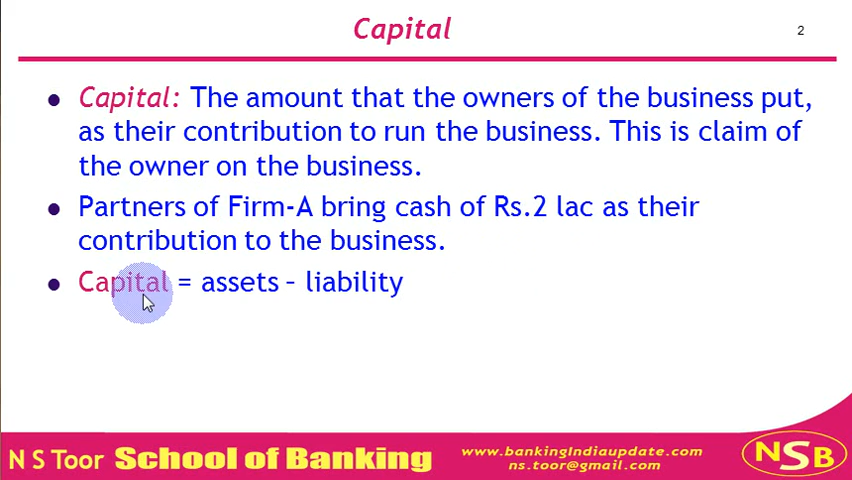 Capital
2
Capital: The amount that the owners of the business put,
as their contribution to run the business. This is claim of
the owner on the business.
Partners of Firm-A bring cash of Rs.2 lac as their
contribution to the business.
Capital = assets – liability
N S Toor School of Banking
www.bankingIndiaupdate.com
ns.toor@gmail.com
NSB